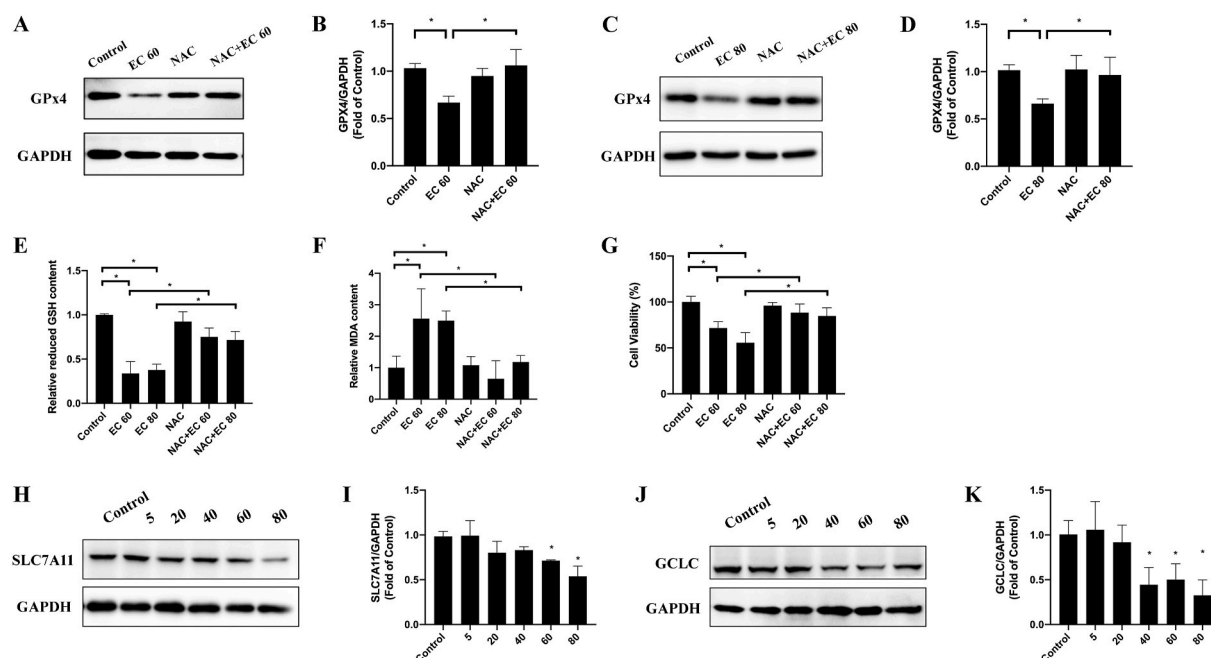 A
Control
EC 60
NAC
NAC+EC 60
GPx4
GAPDH
B
*
*
GPX4/GAPDH
(Fold of Control)
1.5
1.0
0.5
0.0
Control
EC 60
NAC
NAC+EC 60
C
Control
EC 80
NAC
NAC+EC 80
GPx4
GAPDH
D
*
*
GPX4/GAPDH
(Fold of Control)
1.5
1.0
0.5
0.0
Control
EC 80
NAC
NAC+EC 80
E
*
*
*
*
Relative reduced GSH content
1.5
1.0
0.5
0.0
Control
EC 60
EC 80
NAC
NAC+EC 60
NAC+EC 80
F
*
*
*
*
Relative MDA content
4
3
2
1
0
Control
EC 60
EC 80
NAC
NAC+EC 60
NAC+EC 80
G
*
*
*
*
Cell Viability (%)
150
100
50
0
Control
EC 60
EC 80
NAC
NAC+EC 60
NAC+EC 80
H
Control
5
20
40
60
80
SLC7A11
GAPDH
I
SLC7A11/GAPDH
(Fold of Control)
1.5
1.0
0.5
0.0
*
*
Control
5
20
40
60
80
J
Control
5
20
40
60
80
GCLC
GAPDH
K
GCLC/GAPDH
(Fold of Control)
1.5
1.0
0.5
0.0
*
*
*
Control
5
20
40
60
80